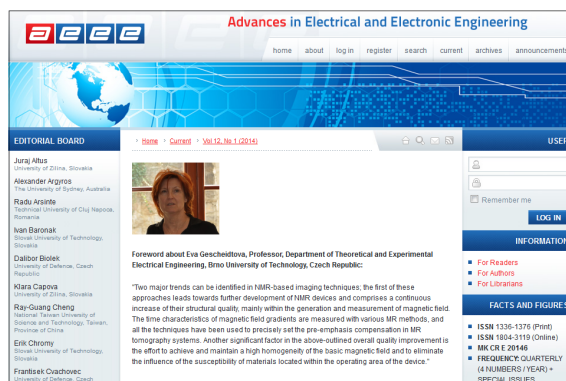 aeee
Advances in Electrical and Electronic Engineering
home about log in register search current archives announcements
EDITORIAL BOARD
Juraj Altus
University of Zilina, Slovakia
Alexander Argyros
The University of Sydney, Australia
Radu Arsinte
Technical University of Cluj Napoca,
Romania
Ivan Baronak
Slovak University of Technology,
Slovakia
Dalibor Biolek
University of Defence, Czech
Republic
Klara Capova
University of Zilina, Slovakia
Ray-Guang Cheng
National Taiwan University of
Science and Technology, Taiwan,
Province of China
Erik Chromy
Slovak University of Technology,
Slovakia
Frantisek Cvachovec
University of Defence, Czech
> Home > Current > Vol 12, No 1 (2014)
Foreword about Eva Gescheidtova, Professor, Department of Theoretical and Experimental
Electrical Engineering, Brno University of Technology, Czech Republic:
"Two major trends can be identified in NMR-based imaging techniques; the first of these
approaches leads towards further development of NMR devices and comprises a continuous
increase of their structural quality, mainly within the generation and measurement of magnetic field.
The time characteristics of magnetic field gradients are measured with various MR methods, and
all the techniques have been used to precisely set the pre-emphasis compensation in MR
tomography systems. Another significant factor in the above-outlined overall quality improvement is
the effort to achieve and maintain a high homogeneity of the basic magnetic field and to eliminate
the influence of the susceptibility of materials located within the operating area of the device."
USE
Remember me
LOG IN
INFORMATION
For Readers
For Authors
For Librarians
FACTS AND FIGURES
ISSN 1336-1376 (Print)
ISSN 1804-3119 (Online)
MK CR E 20146
FREQUENCY: QUARTERLY
(4 NUMBERS / YEAR) +
SPECIAL ISSUES